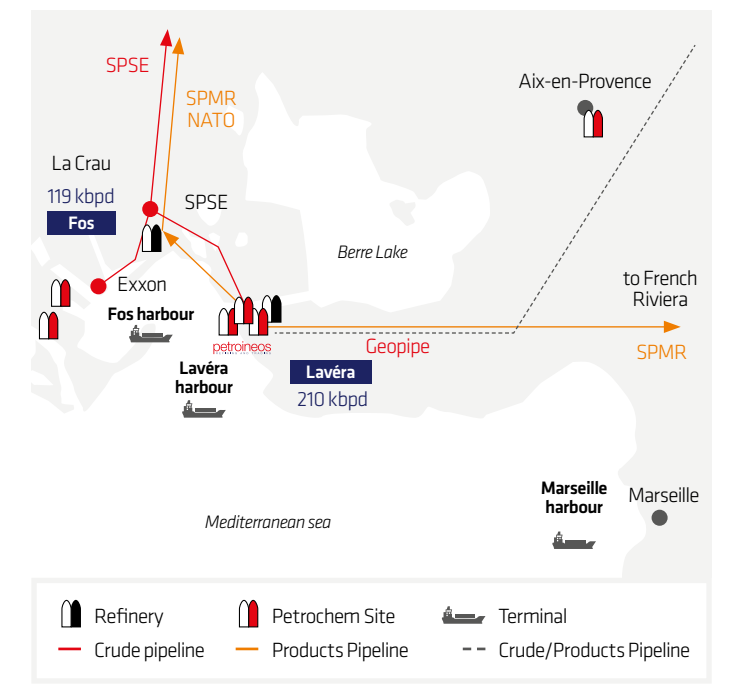 SPSE
SPMR
NATO
Aix-en-Provence
La Crau
119 kbpd
Fos
SPSE
Berre Lake
Exxon
to French
Riviera
Fos harbour
petroineos
Geopipe
SPMR
Lavéra
harbour
Lavéra
210 kbpd
Marseille
harbour
Marseille
Mediterranean sea
Refinery
Petrochem Site
Terminal
Crude pipeline
Products Pipeline
Crude/Products Pipeline